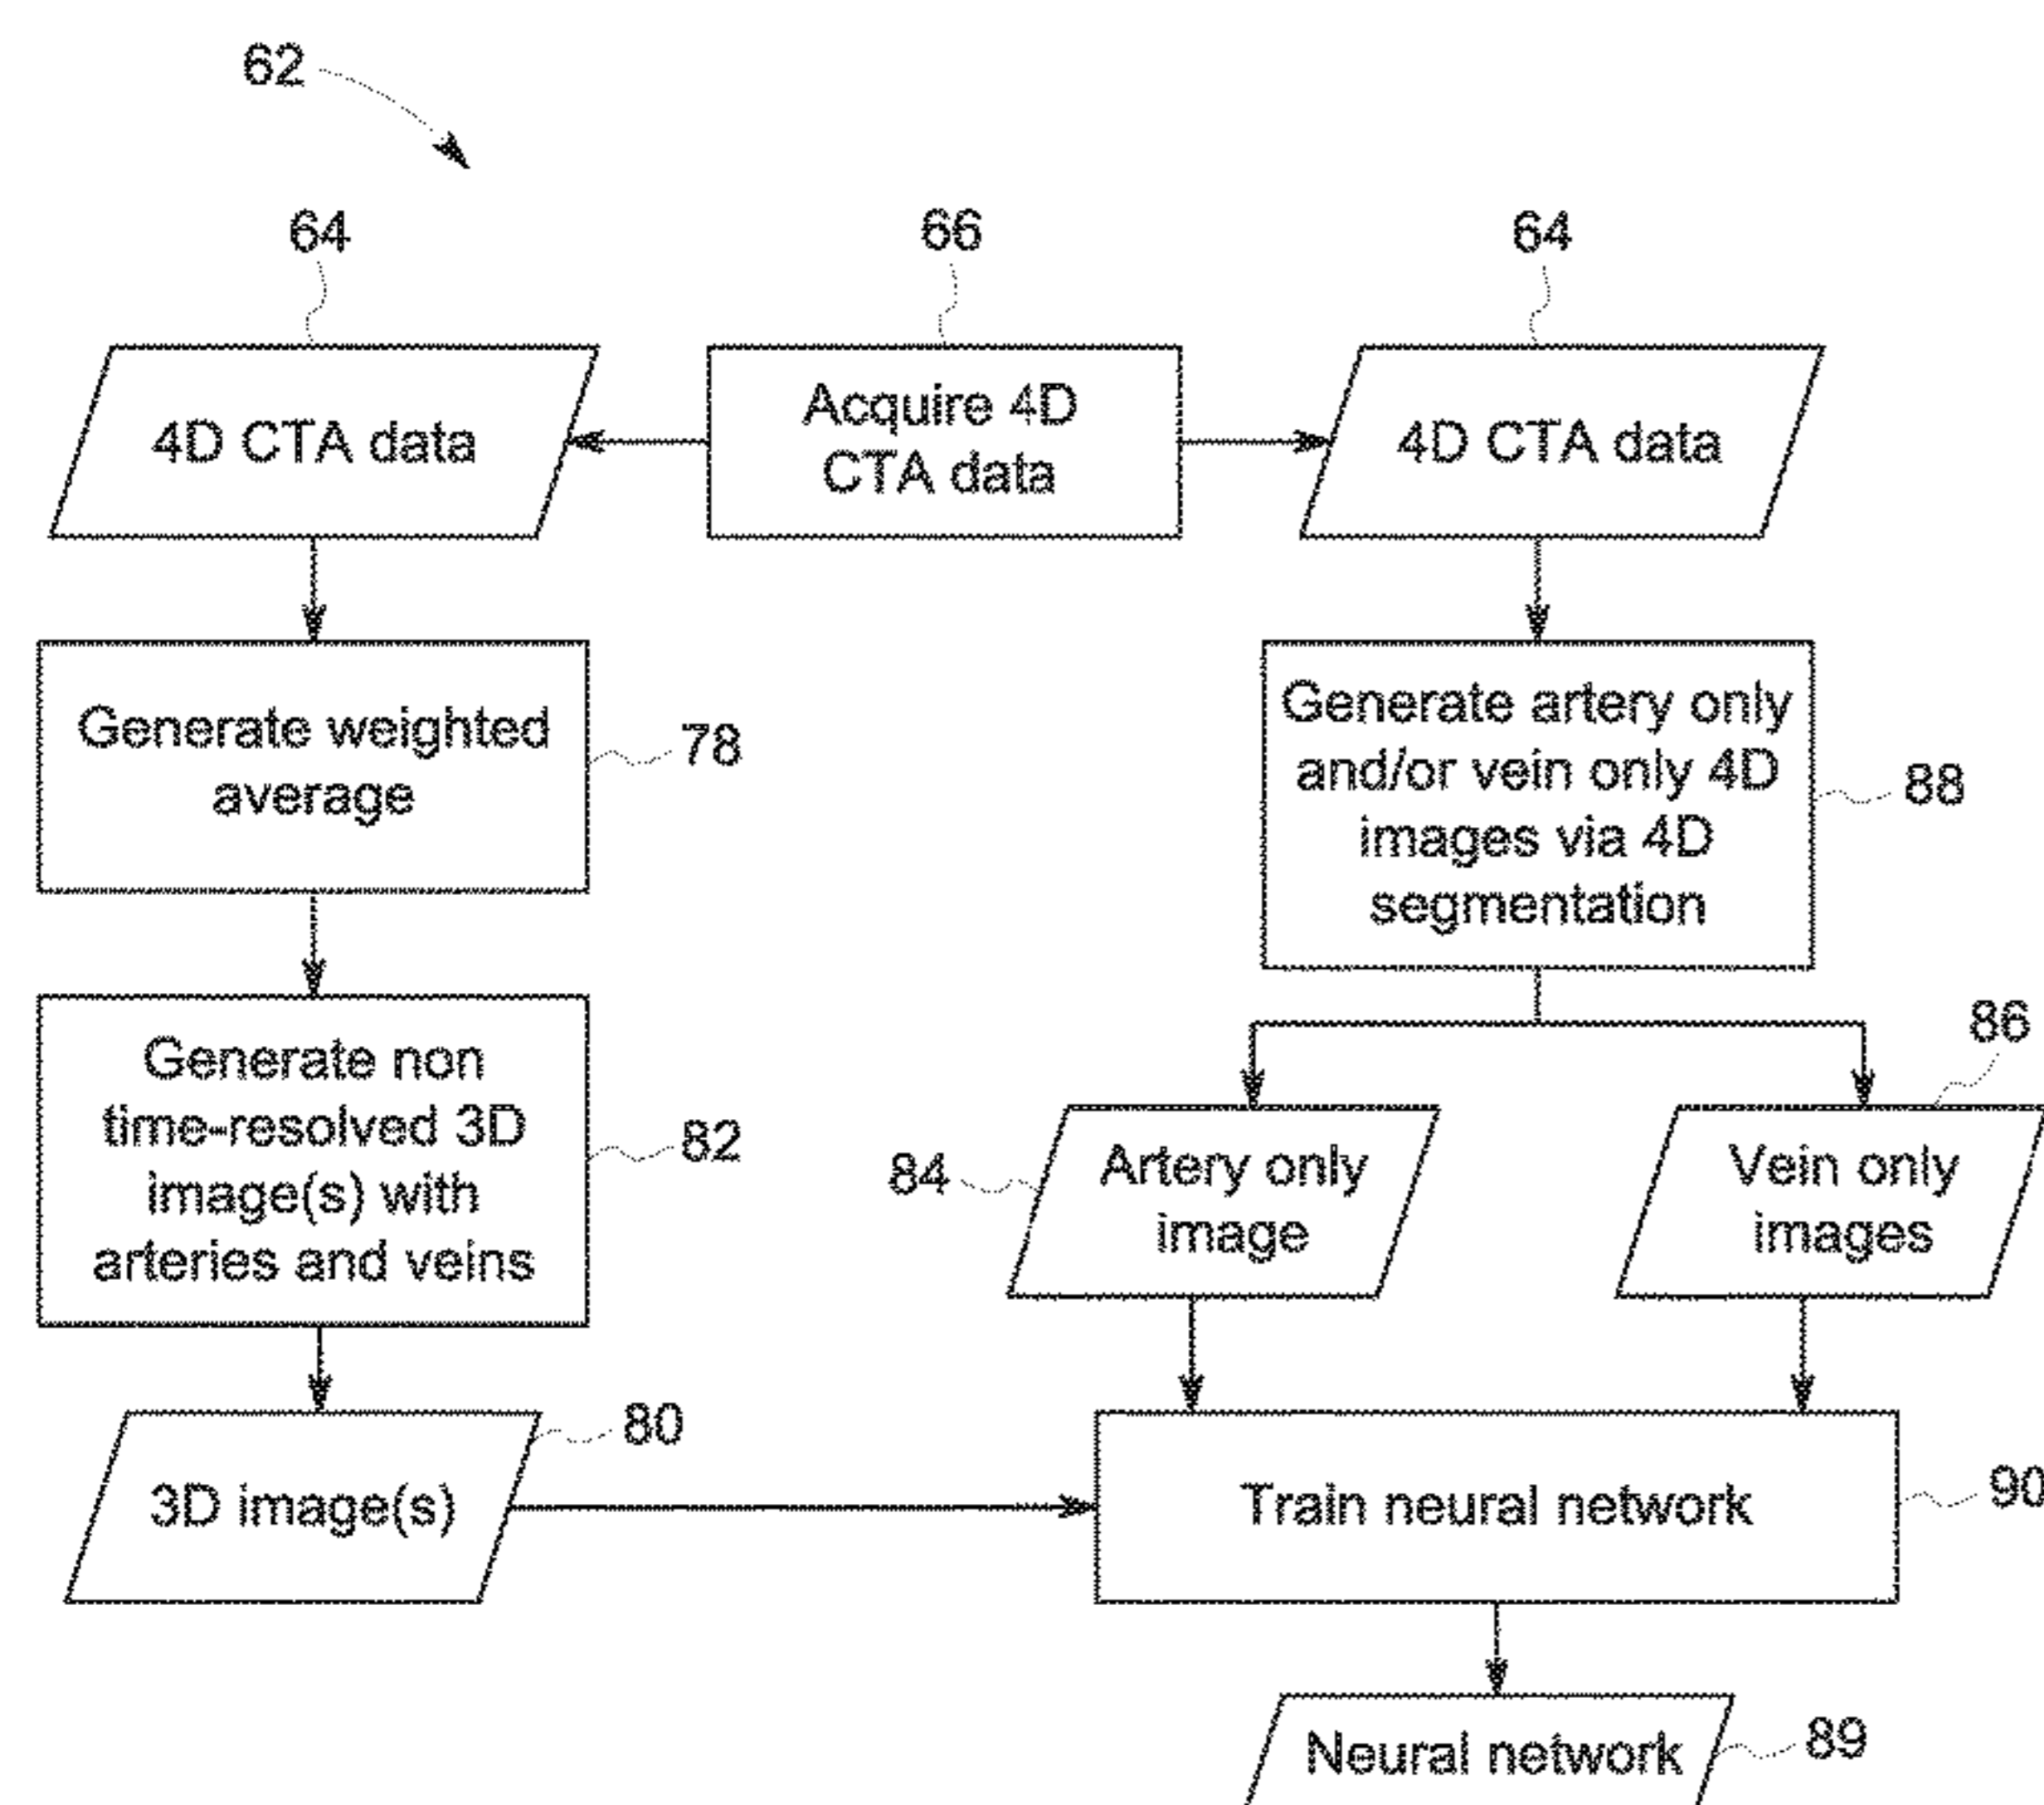 62
64
66
64
4D CTA data
Acquire 4D
CTA data
4D CTA data
Generate weighted
average
78
Generate artery only
and/or vein only 4D
images via 4D
segmentation
88
Generate non
time-resolved 3D
image(s) with
arteries and veins
82
84
Artery only
image
86
Vein only
images
80
3D image(s)
Train neural network
90
Neural network
89